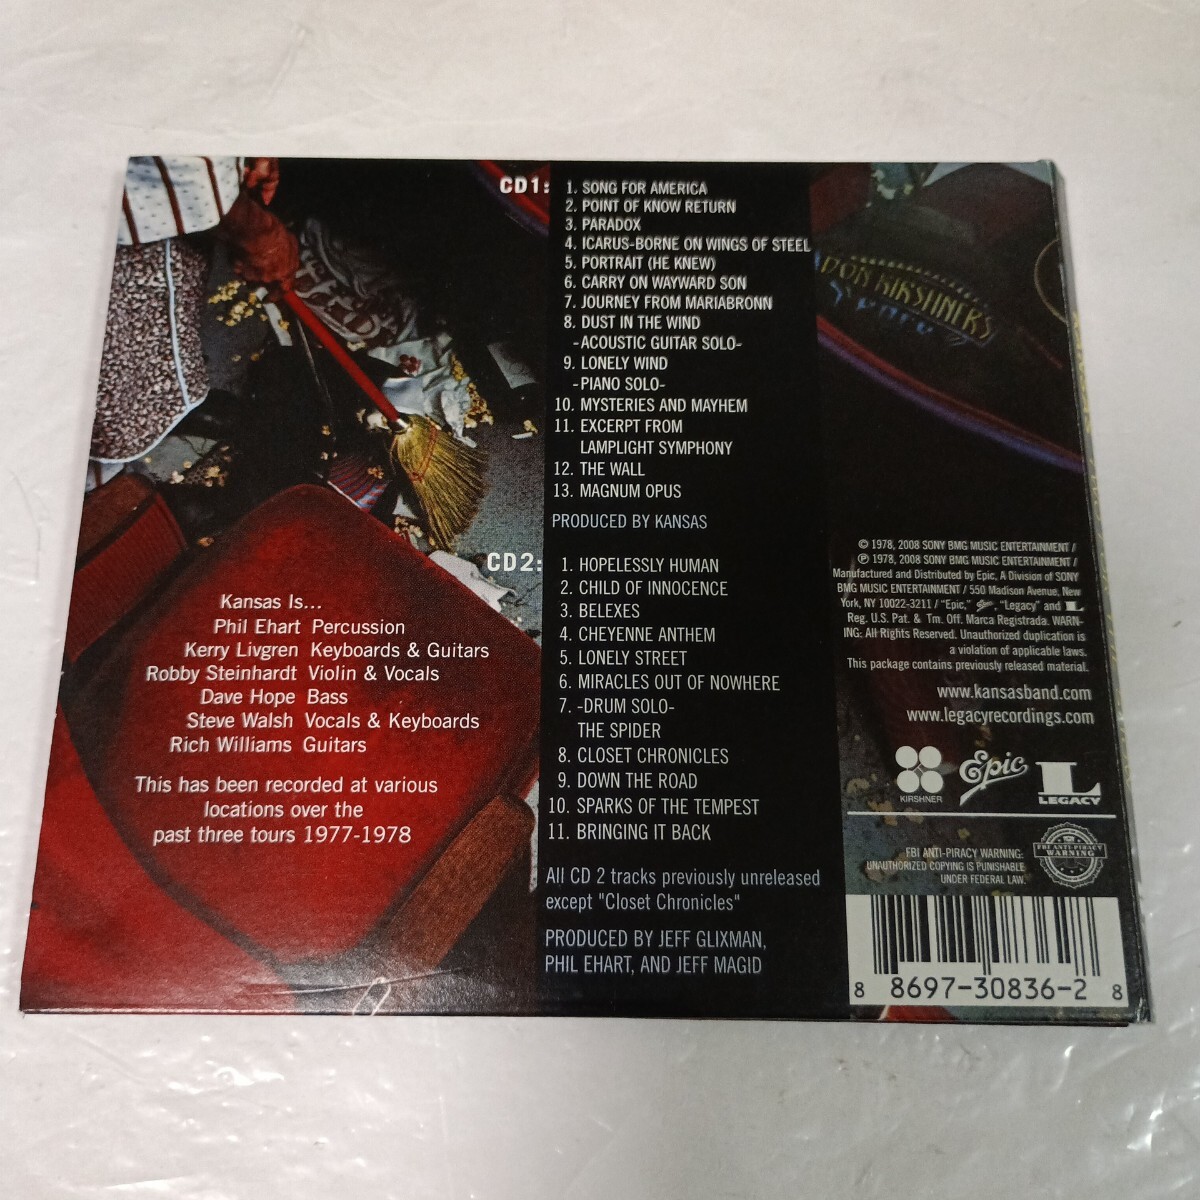 CD1:
1. SONG FOR AMERICA
2. POINT OF KNOW RETURN
3. PARADOX
4. ICARUS-BORNE ON WINGS OF STEEL
5. PORTRAIT (HE KNEW)
6. CARRY ON WAYWARD SON
7. JOURNEY FROM MARIABRONN
8. DUST IN THE WIND
-ACOUSTIC GUITAR SOLO-
9. LONELY WIND
-PIANO SOLO-
10. MYSTERIES AND MAYHEM
11. EXCERPT FROM
LAMPLIGHT SYMPHONY
12. THE WALL
13. MAGNUM OPUS
PRODUCED BY KANSAS
CD2:
1. HOPELESSLY HUMAN
2. CHILD OF INNOCENCE
3. BELEXES
4. CHEYENNE ANTHEM
5. LONELY STREET
6. MIRACLES OUT OF NOWHERE
7. -DRUM SOLO-
THE SPIDER
8. CLOSET CHRONICLES
9. DOWN THE ROAD
10. SPARKS OF THE TEMPEST
11. BRINGING IT BACK
All CD 2 tracks previously unreleased
except "Closet Chronicles"
PRODUCED BY JEFF GLIXMAN,
PHIL EHART, AND JEFF MAGID
Kansas Is...
Phil Ehart Percussion
Kerry Livgren Keyboards & Guitars
Robby Steinhardt Violin & Vocals
Dave Hope Bass
Steve Walsh Vocals & Keyboards
Rich Williams Guitars
This has been recorded at various
locations over the
past three tours 1977-1978
DON KIRSHNER'S
© 1978, 2008 SONY BMG MUSIC ENTERTAINMENT /
℗ 1978, 2008 SONY BMG MUSIC ENTERTAINMENT /
Manufactured and Distributed by Epic, A Division of SONY
BMG MUSIC ENTERTAINMENT / 550 Madison Avenue, New
York, NY 10022-3211 / "Epic," Epic, "Legacy" and L
Reg. U.S. Pat. & Tm. Off. Marca Registrada. WARN-
ING: All Rights Reserved. Unauthorized duplication is
a violation of applicable laws.
This package contains previously released material.
www.kansasband.com
www.legacyrecordings.com
KIRSHNER
Epic
L
LEGACY
FBI ANTI-PIRACY WARNING:
UNAUTHORIZED COPYING IS PUNISHABLE
UNDER FEDERAL LAW.
FBI ANTI-PIRACY
WARNING
8 8697-30836-2 8